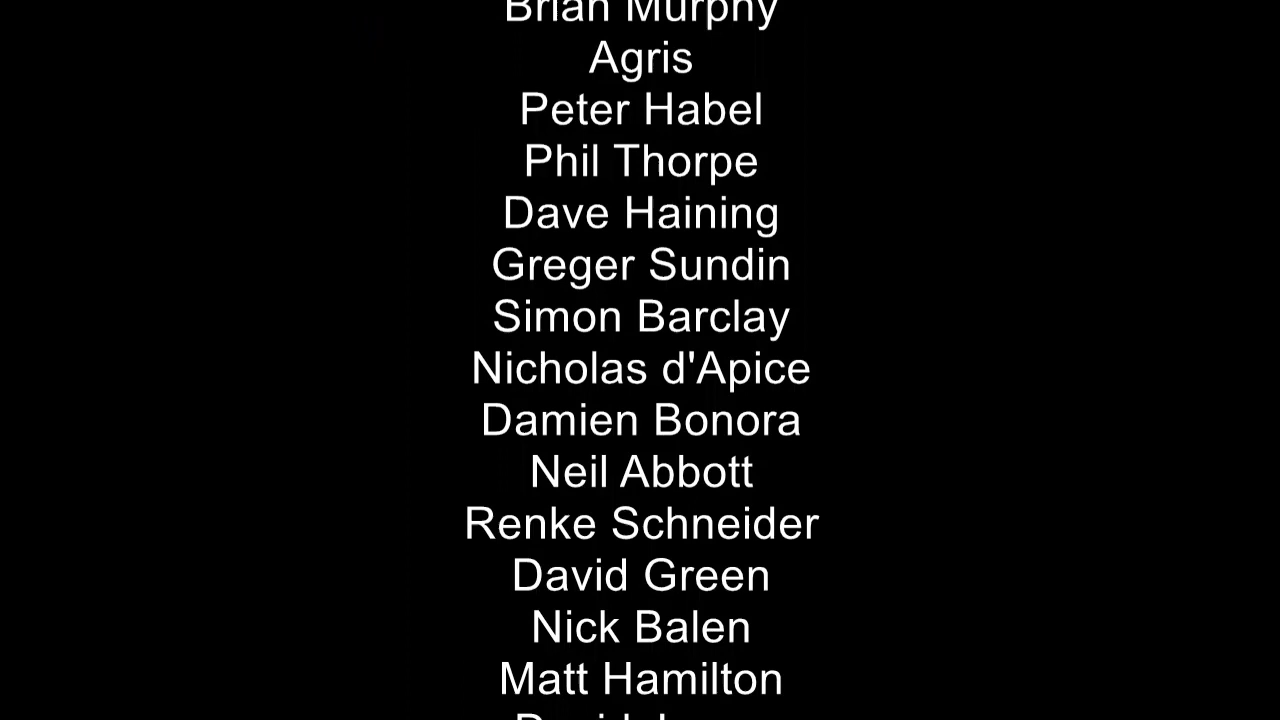 Brian Murphy
Agris
Peter Habel
Phil Thorpe
Dave Haining
Greger Sundin
Simon Barclay
Nicholas d'Apice
Damien Bonora
Neil Abbott
Renke Schneider
David Green
Nick Balen
Matt Hamilton
David